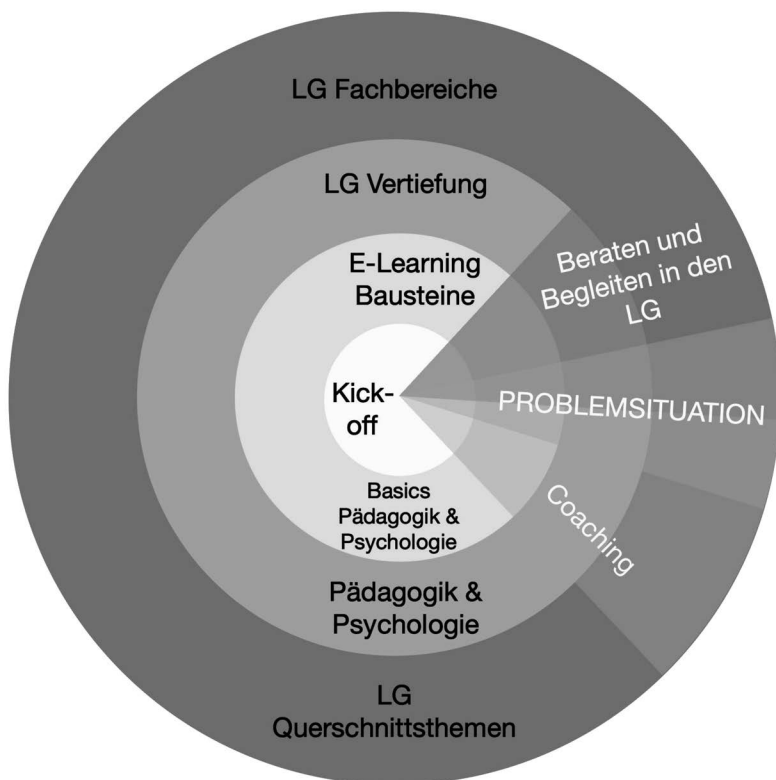 LG Fachbereiche
LG Vertiefung
E-Learning
Bausteine
Kick-
off
Basics
Pädagogik &
Psychologie
Pädagogik &
Psychologie
LG
Querschnittsthemen
Beraten und
Begleiten in den
LG
PROBLEMSITUATION
Coaching